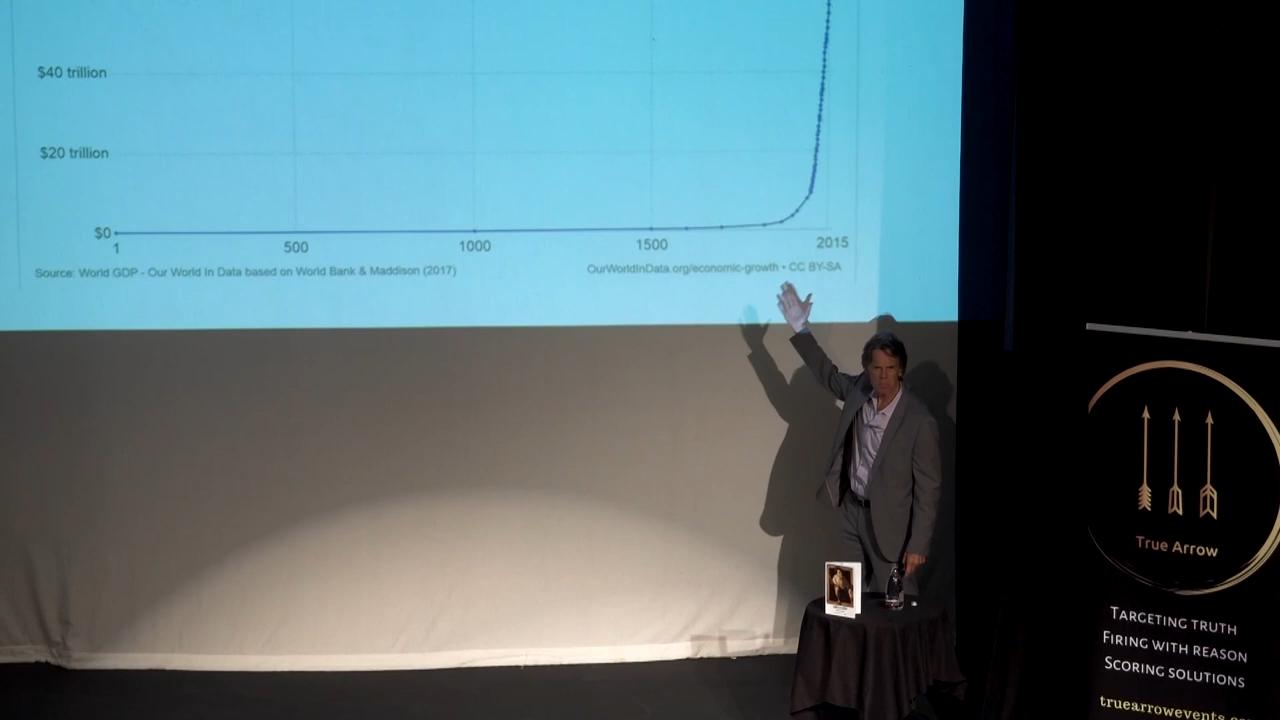 $40 trillion
$20 trillion
$0
1
500
1000
1500
2015
Source: World GDP - Our World In Data based on World Bank & Maddison (2017)
OurWorldInData.org/economic-growth • CC BY-SA
True Arrow
TARGETING TRUTH
FIRING WITH REASON
SCORING SOLUTIONS
truearrowevents